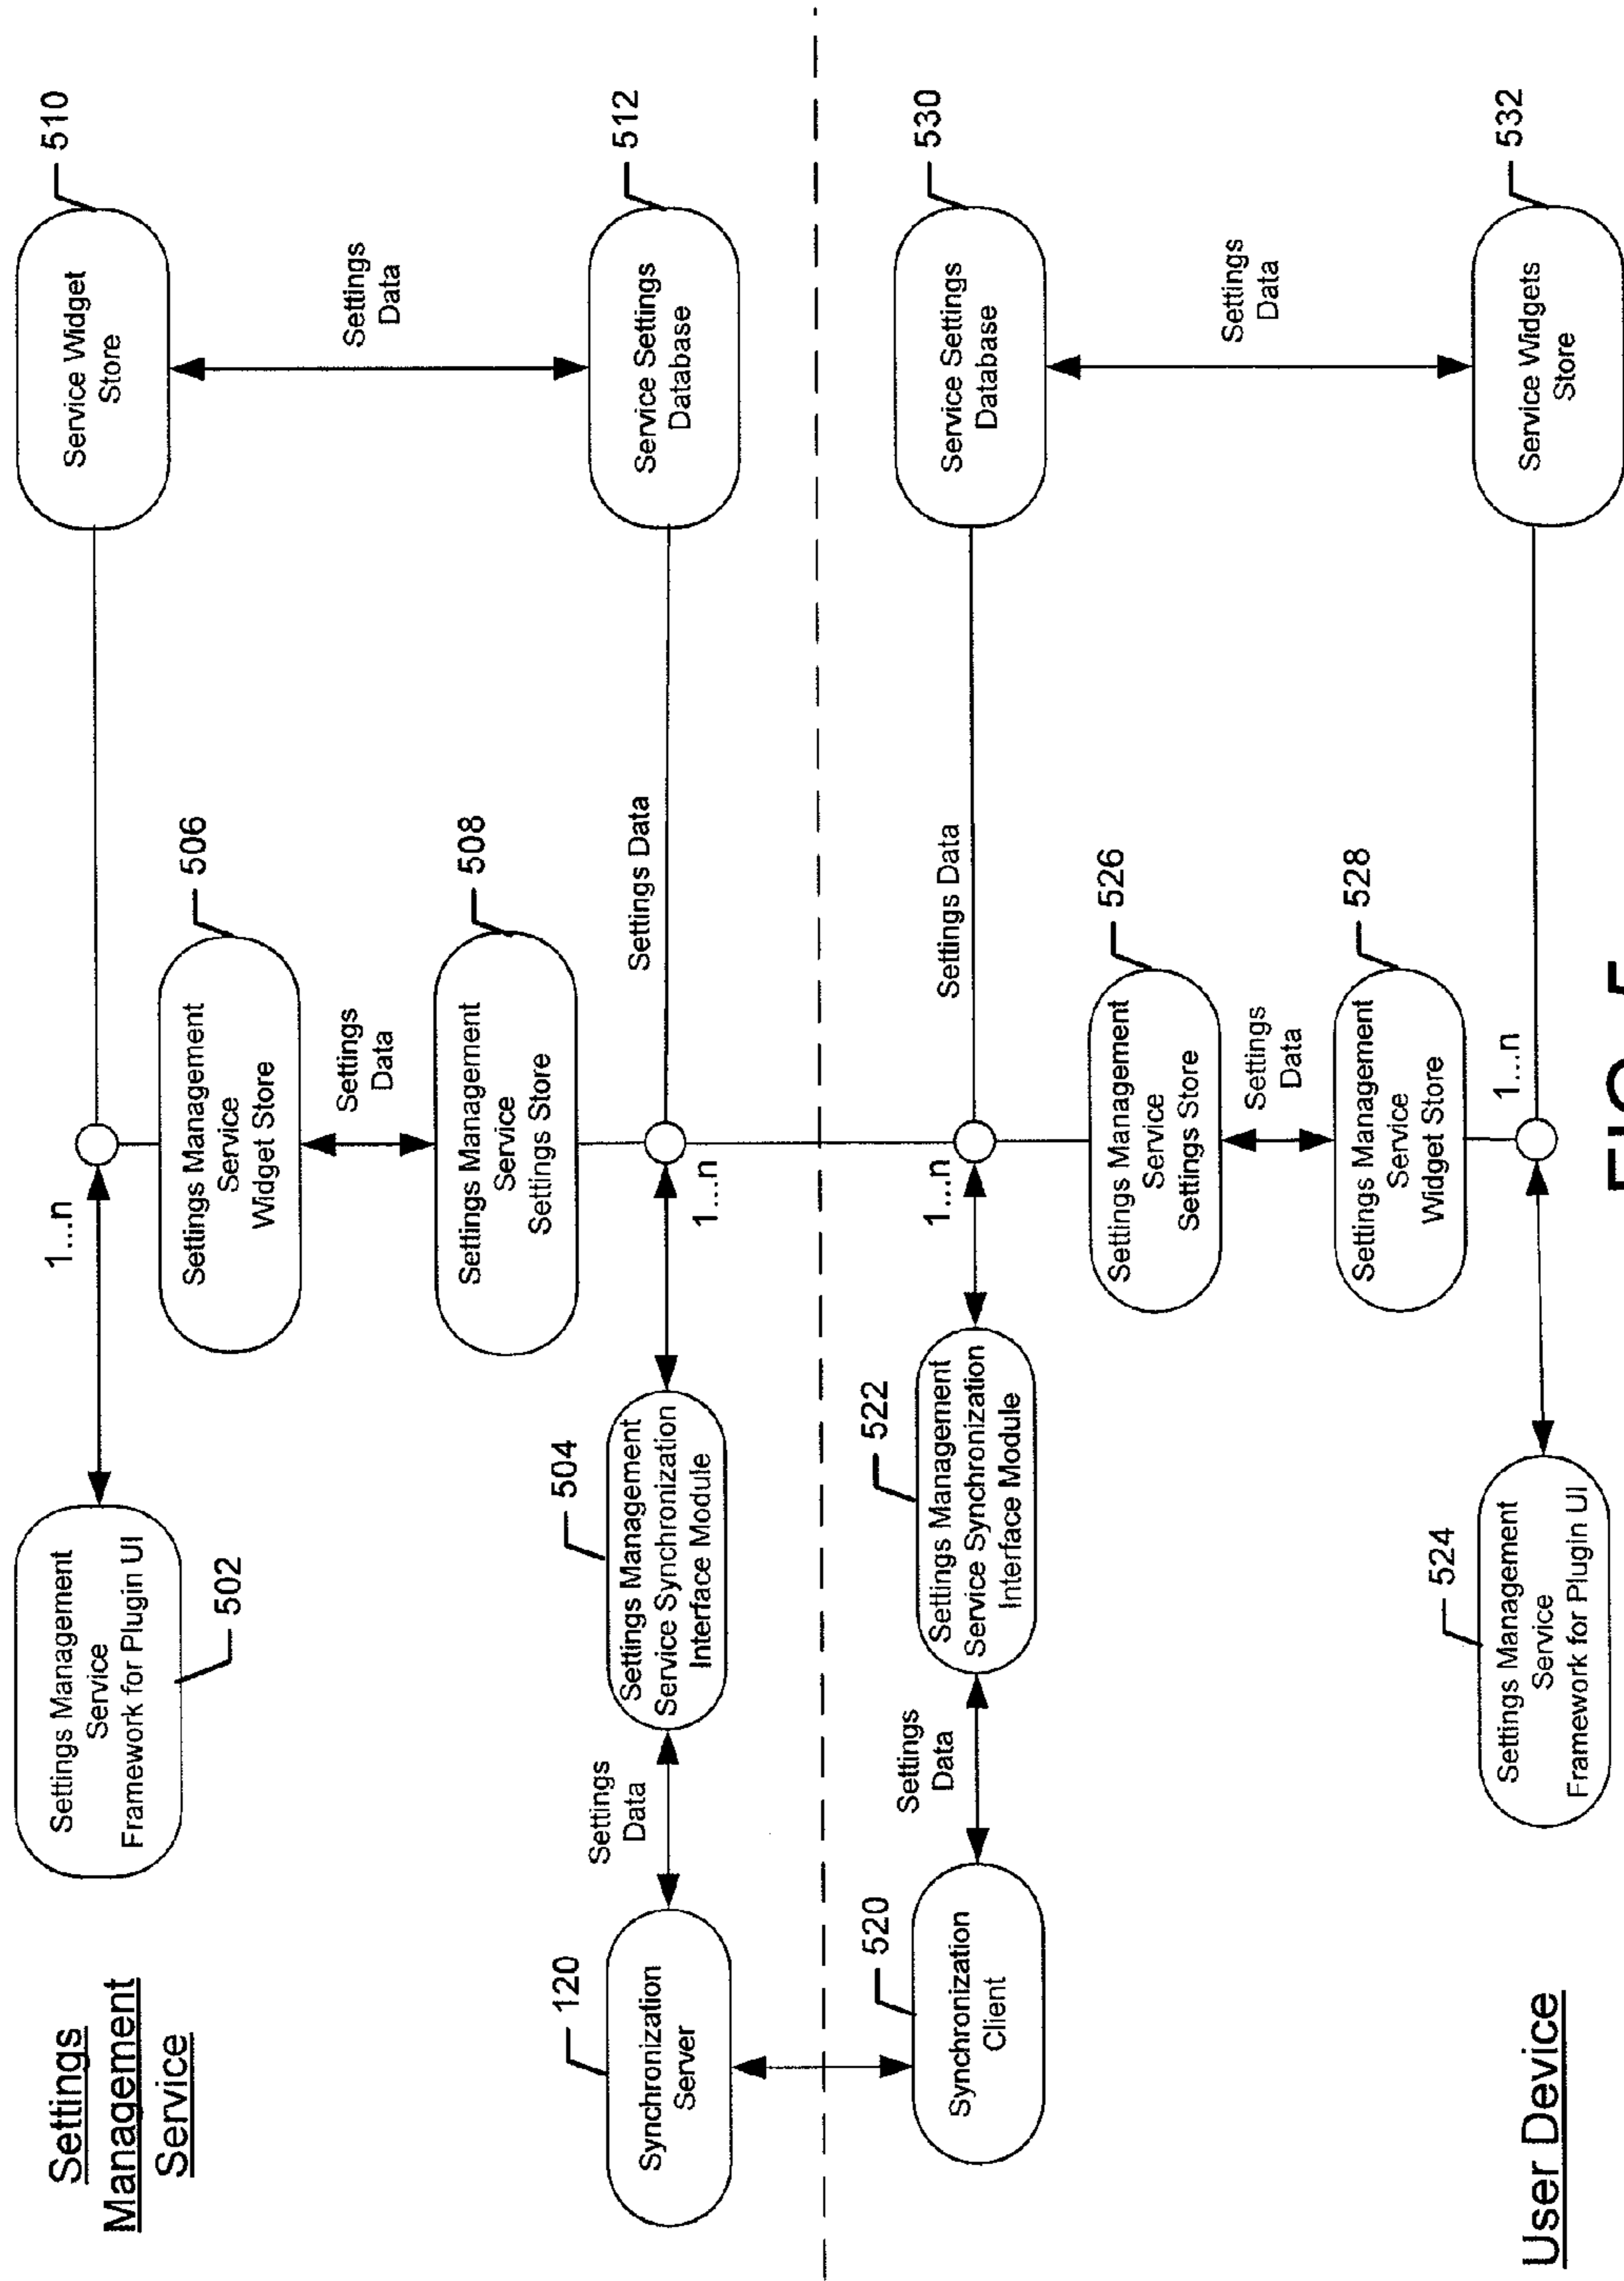 Settings
Management
Service
Settings Management
Service
Framework for Plugin UI
502
1...n
Service Widget
Store
510
Settings Management
Service
Widget Store
506
Settings
Data
Settings
Data
Settings Management
Service
Settings Store
508
Synchronization
Server
120
Settings
Data
Settings Management
Service Synchronization
Interface Module
504
1...n
Settings Data
Service Settings
Database
512
Synchronization
Client
520
Settings
Data
Settings Management
Service Synchronization
Interface Module
522
1...n
Settings Data
Service Settings
Database
530
Settings Management
Service
Settings Store
526
Settings
Data
Settings
Data
Settings Management
Service
Widget Store
528
User Device
Settings Management
Service
Framework for Plugin UI
524
1...n
Service Widgets
Store
532